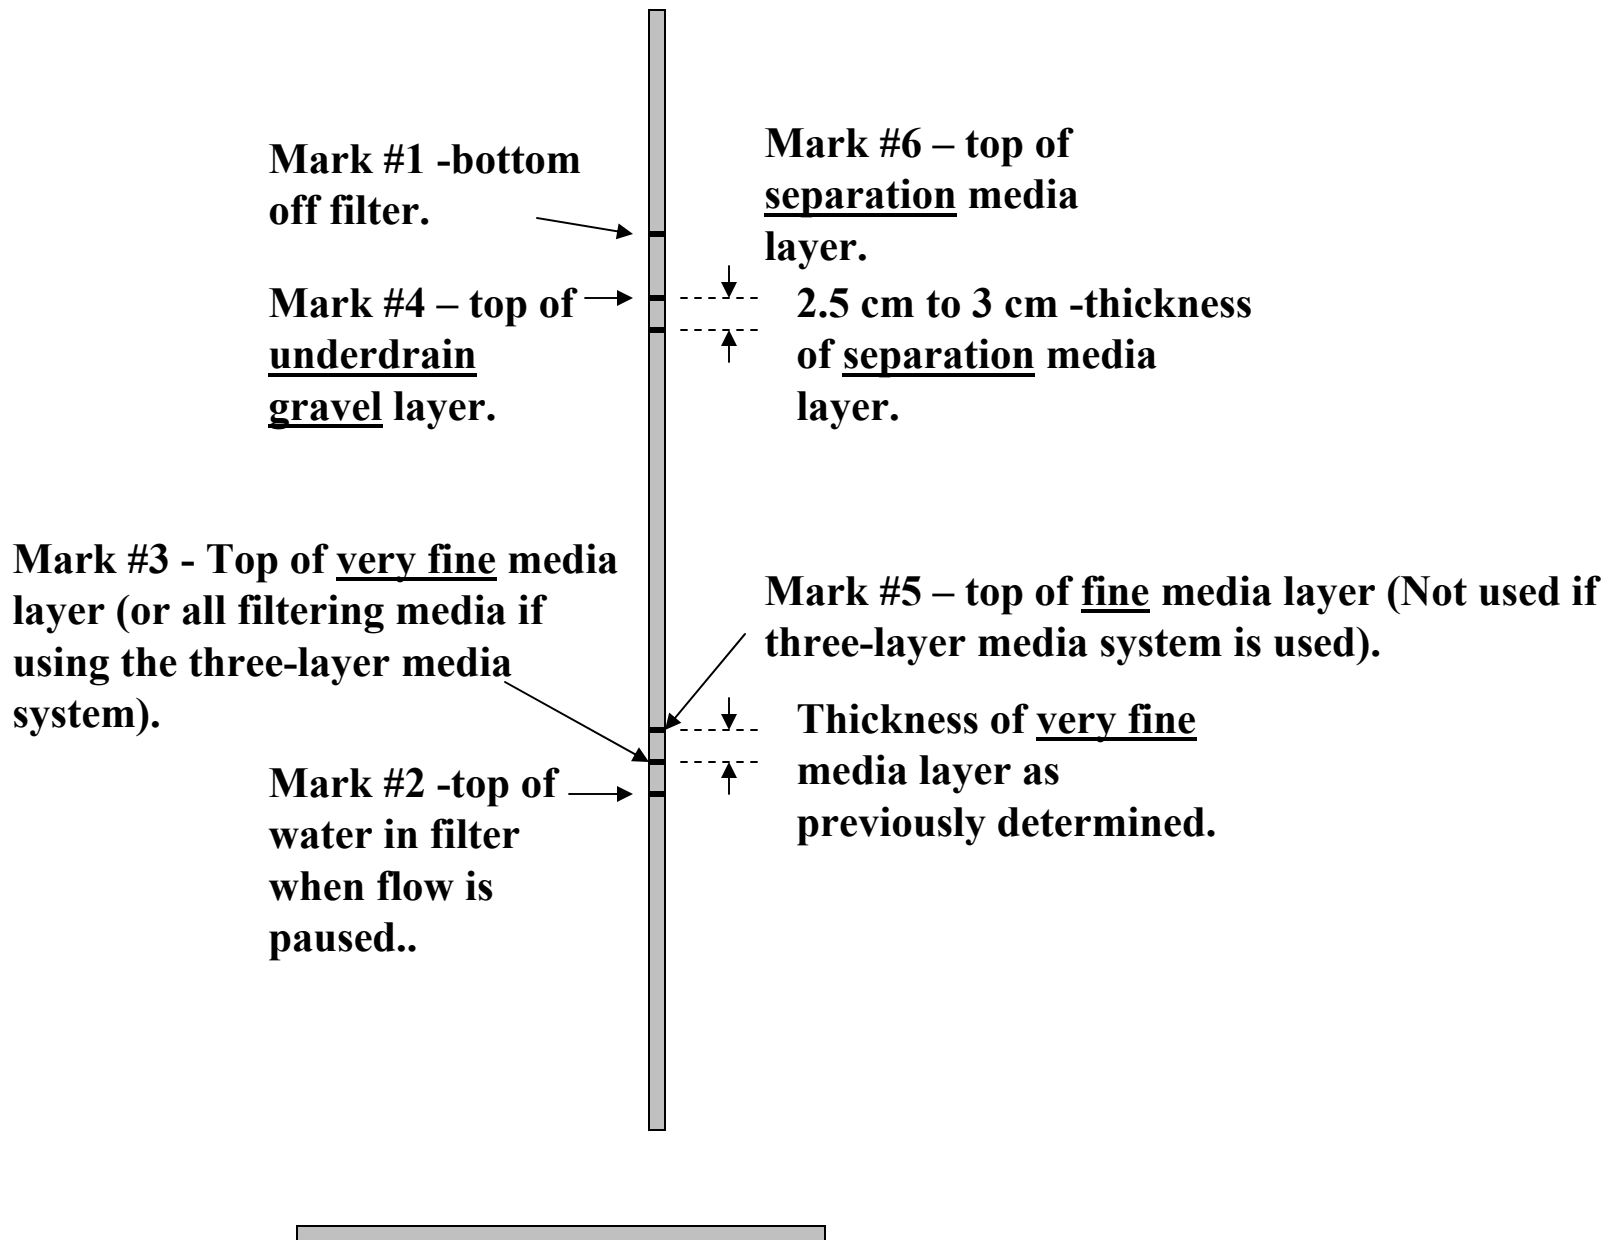 Mark #1 -bottom
off filter.
Mark #6 – top of
separation media
layer.
Mark #4 – top of
underdrain
gravel layer.
2.5 cm to 3 cm -thickness
of separation media
layer.
Mark #3 - Top of very fine media
layer (or all filtering media if
using the three-layer media
system).
Mark #5 – top of fine media layer (Not used if
three-layer media system is used).
Thickness of very fine
media layer as
previously determined.
Mark #2 -top of
water in filter
when flow is
paused..